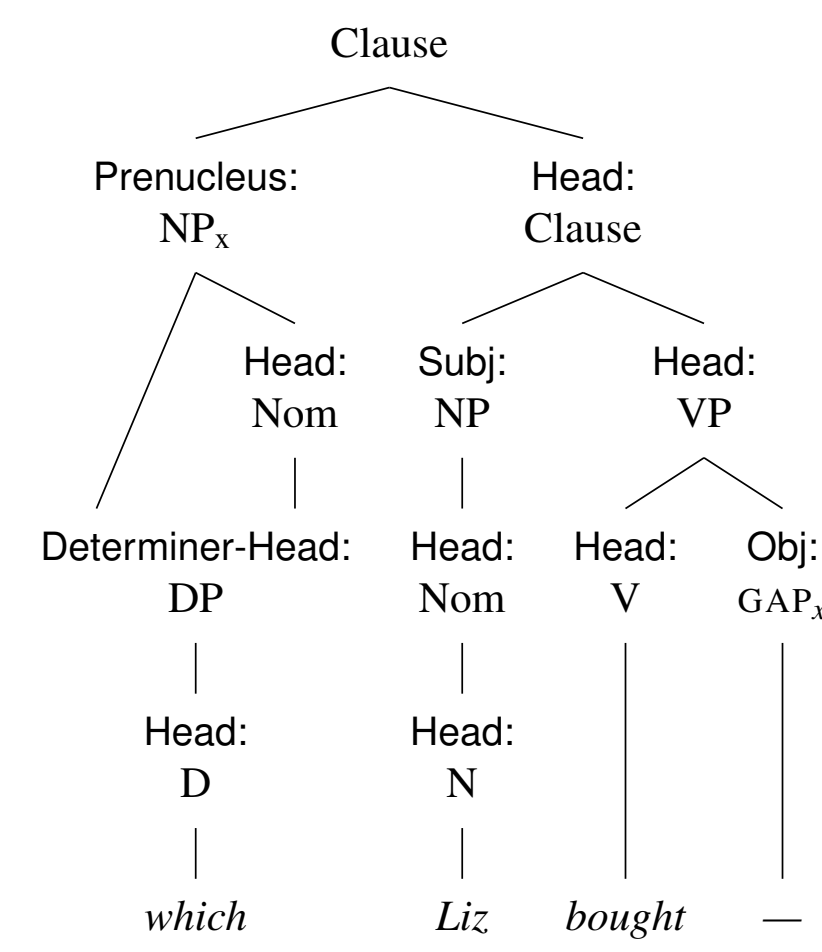 Clause
Prenucleus: Head:
NPx Clause
Head: Subj: Head:
Nom NP VP
Determiner-Head: Head: Head: Obj:
DP Nom V GAPx
Head: Head:
D N
which Liz bought —